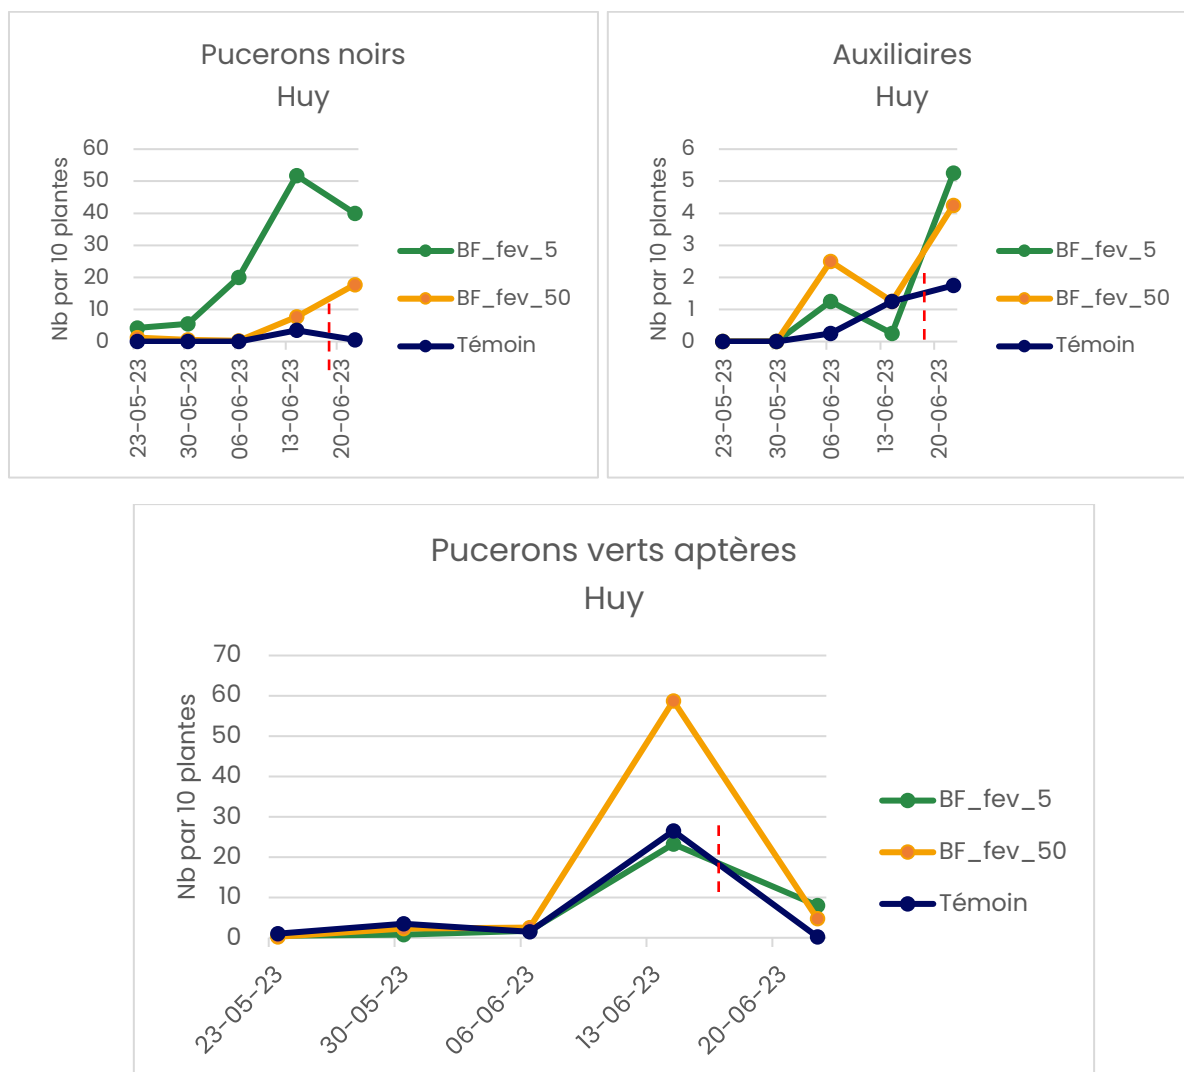 Pucerons noirs
Huy
Nb par 10 plantes
60
50
40
30
20
10
0
23-05-23
30-05-23
06-06-23
13-06-23
20-06-23
BF_fev_5
BF_fev_50
Témoin
Auxiliaires
Huy
Nb par 10 plantes
6
5
4
3
2
1
0
23-05-23
30-05-23
06-06-23
13-06-23
20-06-23
BF_fev_5
BF_fev_50
Témoin
Pucerons verts aptères
Huy
Nb par 10 plantes
70
60
50
40
30
20
10
0
23-05-23
30-05-23
06-06-23
13-06-23
20-06-23
BF_fev_5
BF_fev_50
Témoin